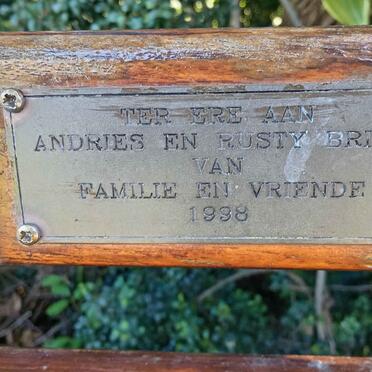 TER ERE AAN
ANDRIES EN RUSTY
VAN
FAMILIE EN VRIENDE
1998